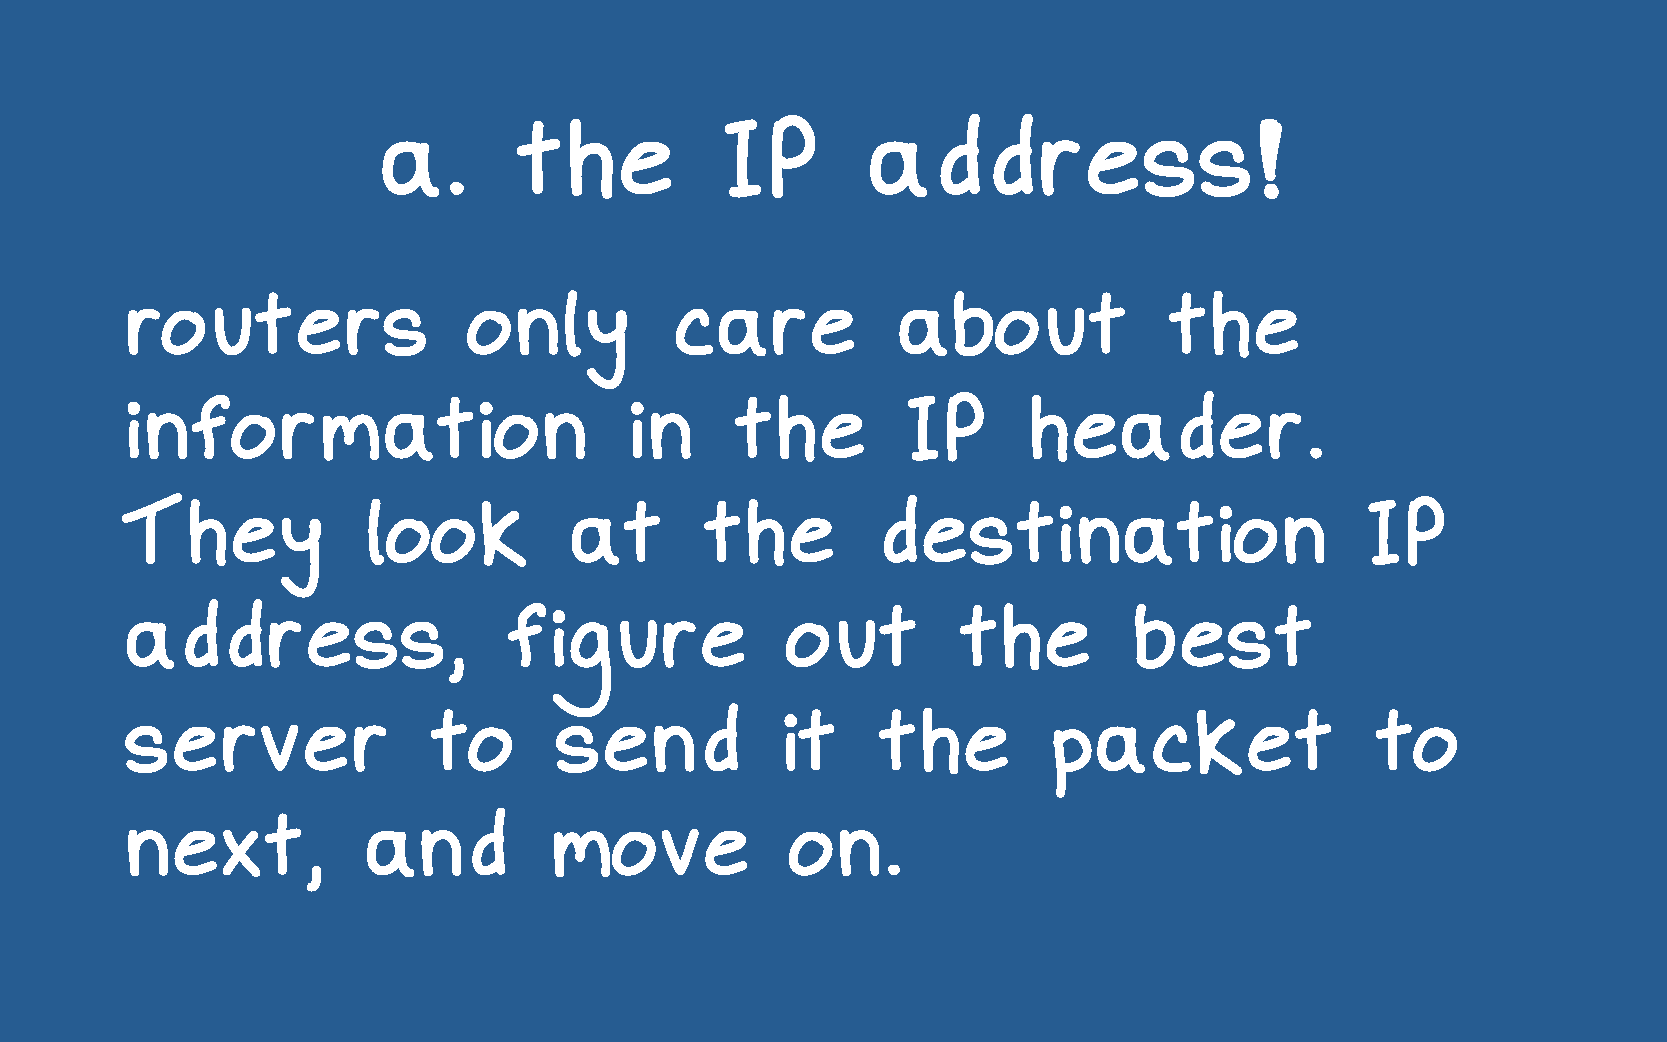 a. the IP address!
routers only care about the
information in the IP header.
They look at the destination IP
address, figure out the best
server to send it the packet to
next, and move on.